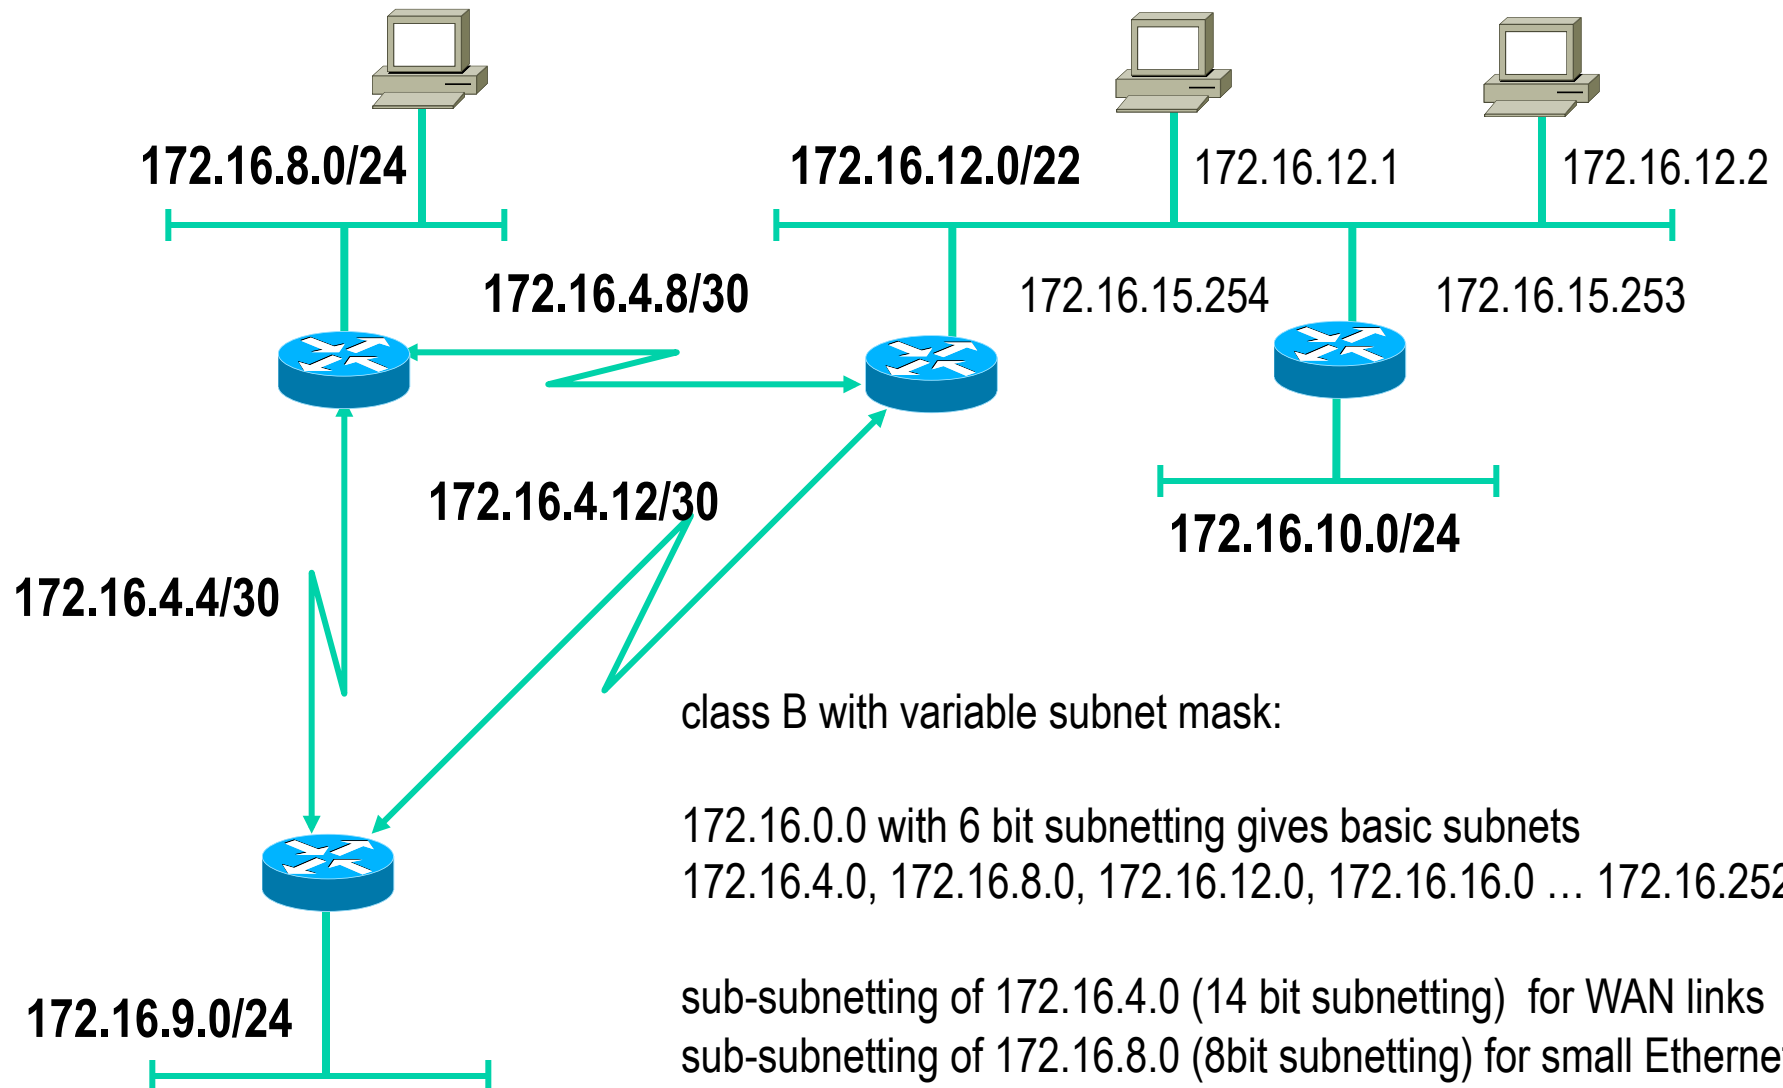 172.16.8.0/24
172.16.12.0/22
172.16.12.1
172.16.12.2
172.16.4.8/30
172.16.15.254
172.16.15.253
172.16.4.12/30
172.16.10.0/24
172.16.4.4/30
class B with variable subnet mask:
172.16.0.0 with 6 bit subnetting gives basic subnets
172.16.4.0, 172.16.8.0, 172.16.12.0, 172.16.16.0 … 172.16.252
sub-subnetting of 172.16.4.0 (14 bit subnetting) for WAN links
172.16.9.0/24
sub-subnetting of 172.16.8.0 (8bit subnetting) for small Ethernet